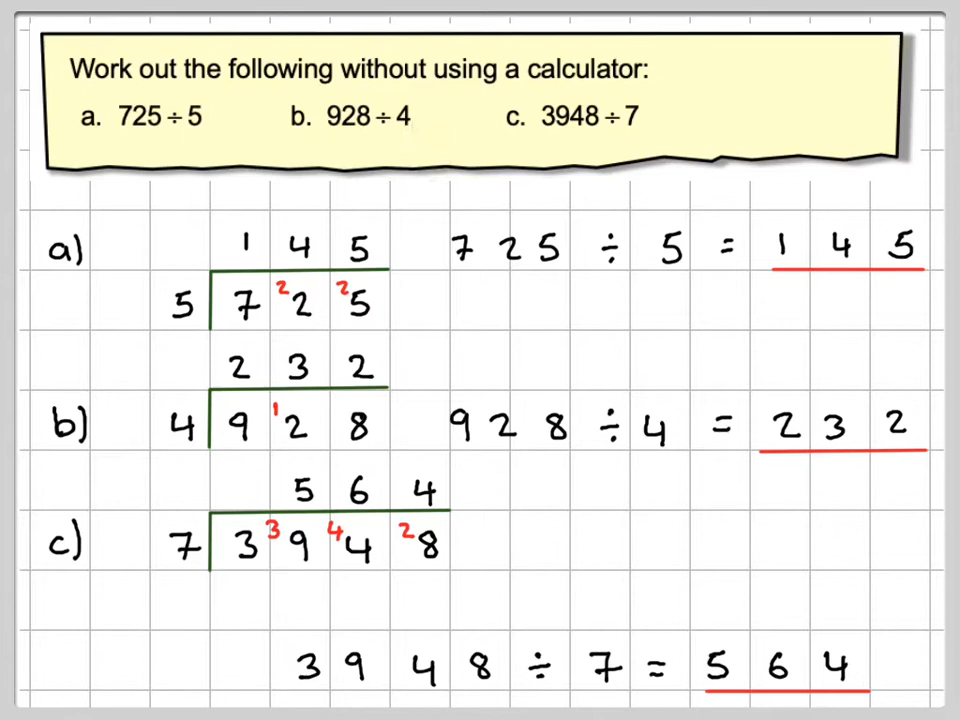 Work out the following without using a calculator:
a. 725 ÷ 5 b. 928 ÷ 4 c. 3948 ÷ 7
1 4 5
a) 7 2 5 ÷ 5 = 1 4 5
5 7 2 2 2 5
2 3 2
b) 4 9 1 2 8 9 2 8 ÷ 4 = 2 3 2
5 6 4
c) 7 3 3 9 4 4 2 8
3 9 4 8 ÷ 7 = 5 6 4